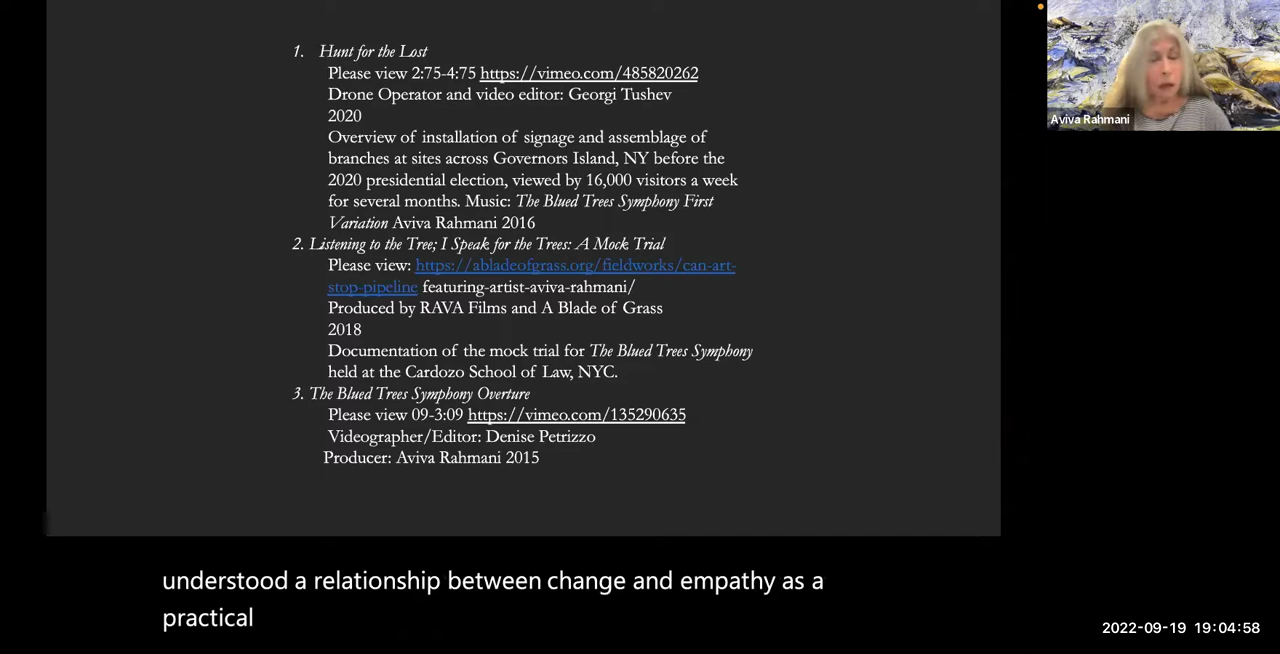 1. Hunt for the Lost
Please view 2:75-4:75 https://vimeo.com/485820262
Drone Operator and video editor: Georgi Tushev
2020
Overview of installation of signage and assemblage of
branches at sites across Governors Island, NY before the
2020 presidential election, viewed by 16,000 visitors a week
for several months. Music: The Blued Trees Symphony First
Variation Aviva Rahmani 2016
2. Listening to the Tree; I Speak for the Trees: A Mock Trial
Please view: https://abladeofgrass.org/fieldworks/can-art-
stop-pipeline featuring-artist-aviva-rahmani/
Produced by RAVA Films and A Blade of Grass
2018
Documentation of the mock trial for The Blued Trees Symphony
held at the Cardozo School of Law, NYC.
3. The Blued Trees Symphony Overture
Please view 09-3:09 https://vimeo.com/135290635
Videographer/Editor: Denise Petrizzo
Producer: Aviva Rahmani 2015
Aviva Rahmani
understood a relationship between change and empathy as a
practical
2022-09-19 19:04:58